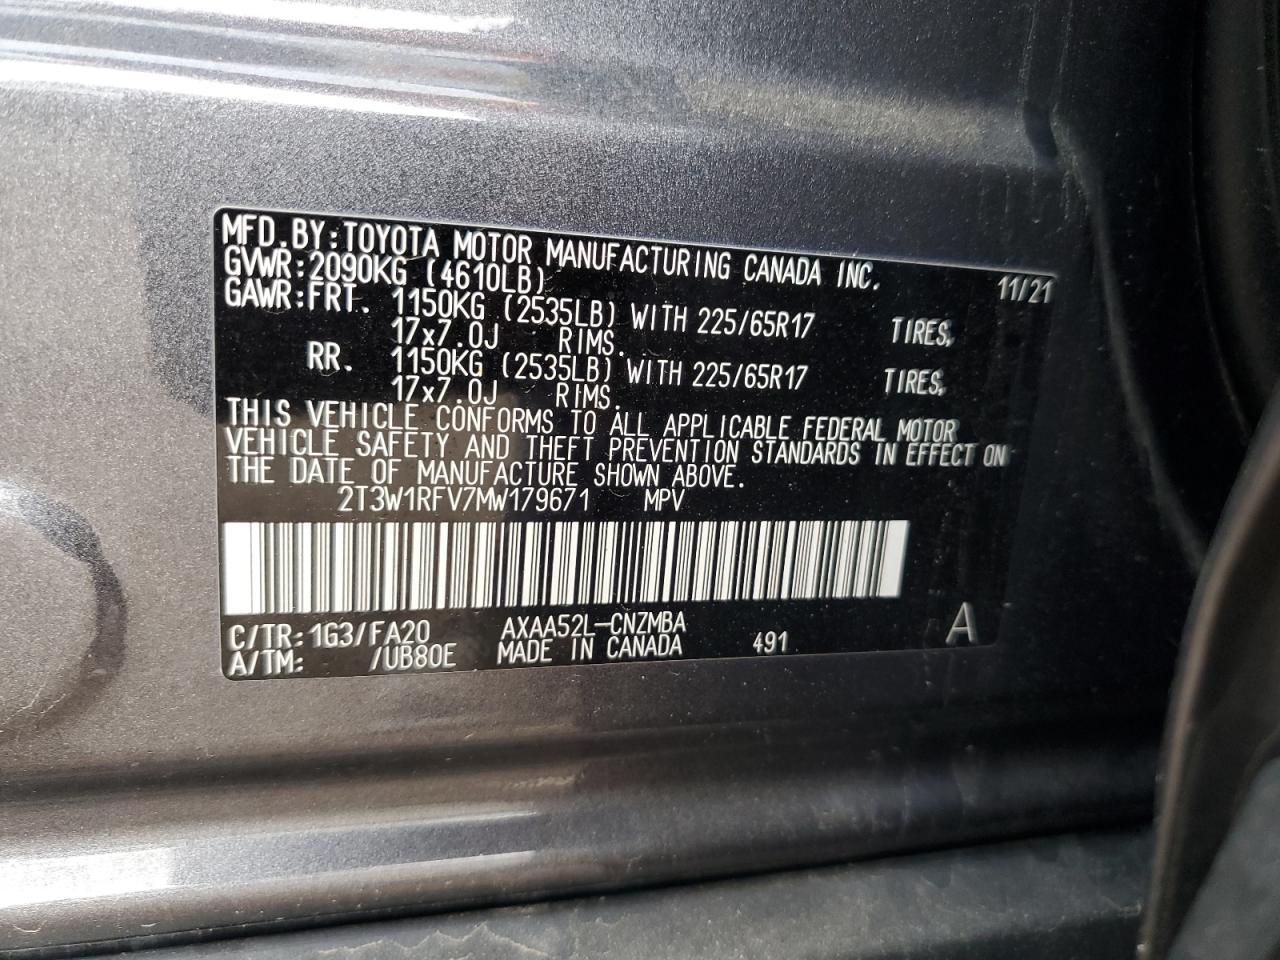 MFD.BY:TOYOTA MOTOR MANUFACTURING CANADA INC. 11/21
GVWR:2090KG (4610LB)
GAWR:FRT. 1150KG (2535LB) WITH 225/65R17 TIRES,
17x7.0J RIMS.
RR. 1150KG (2535LB) WITH 225/65R17 TIRES,
17x7.0J RIMS.
THIS VEHICLE CONFORMS TO ALL APPLICABLE FEDERAL MOTOR
VEHICLE SAFETY AND THEFT PREVENTION STANDARDS IN EFFECT ON
THE DATE OF MANUFACTURE SHOWN ABOVE.
2T3W1RFV7MW179671 MPV
C/TR:1G3/FA20 AXAA52L-CNZMBA A
A/TM: /UB80E MADE IN CANADA 491